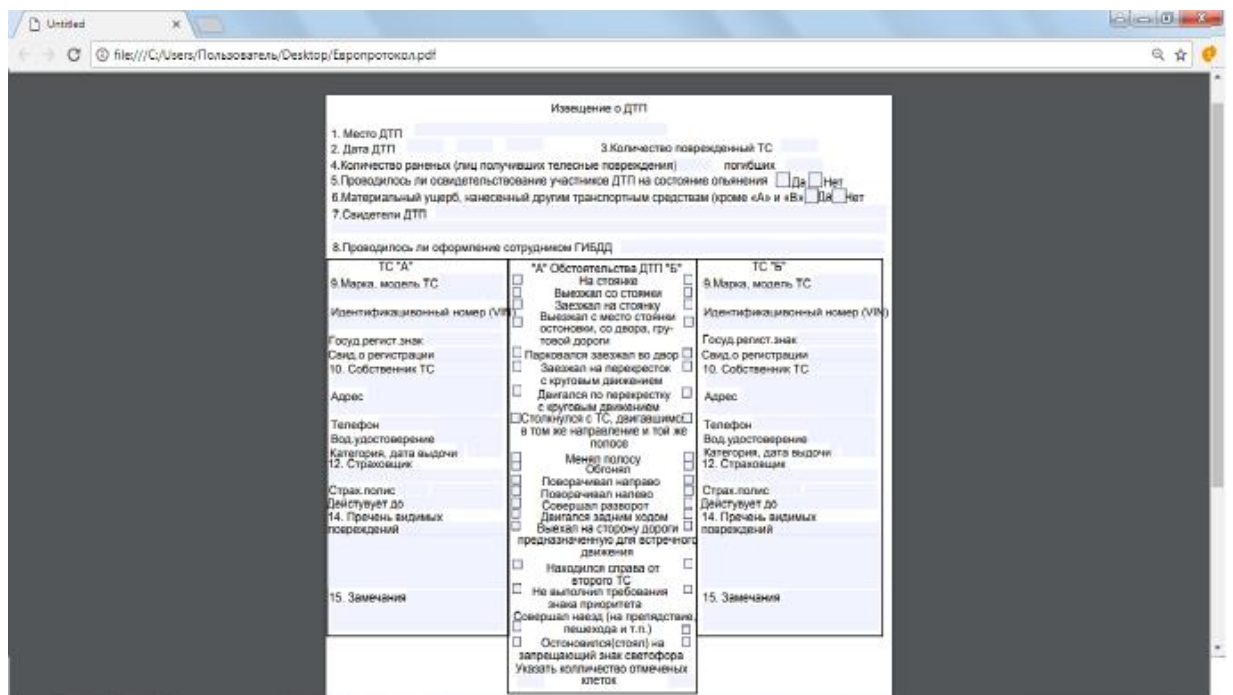 Untitled
file:///C:/Users/Пользователь/Desktop/Европротокол.pdf
Извещение о ДТП
1. Место ДТП
2. Дата ДТП 3.Количество поврежденный ТС
4.Количество раненых (лиц получивших телесные повреждения) погибших
5.Проводилось ли освидетельствование участников ДТП на состояние опьянения Да Нет
6.Материальный ущерб, нанесенный другим транспортным средствам (кроме «А» и «В») Да Нет
7.Свидетели ДТП
8.Проводилось ли оформление сотрудником ГИБДД
ТС "А"
9.Марка, модель ТС
Идентификацивонный номер (VIN)
Госуд.регист.знак
Свид.о регистрации
10. Собственник ТС
Адрес
Телефон
Вод.удостоверение
Категория, дата выдочи
12. Страховщик
Страх.полис
Действует до
14. Пречень видимых
повреждений
15. Замечания
"А" Обстоятельства ДТП "Б"
На стоянке
Выезжал со стоянки
Заезжал на стоянку
Выезжал с место стоянки
остоновки, со двора, гру-
товой дороги
Парковался заезжал во двор
Заезжал на перекресток
с круговым движением
Двигался по перекрестку
с круговым движением
Столкнулся с ТС, двигавшимся
в том же направление и той же
полосе
Менял полосу
Обгонял
Поворачивал направо
Поворачивал налево
Совершал разворот
Двигался задним ходом
Выехал на сторону дороги
предназначенную для встречного
движения
Находился справа от
второго ТС
Не выполнил требования
знака приоритета
Совершал наезд (на препядствие,
пешехода и т.п.)
Остоновился(стоял) на
запрещающий знак светофора
Указать колличество отмеченых
клеток
ТС "Б"
9.Марка, модель ТС
Идентификацивонный номер (VIN)
Госуд.регист.знак
Свид.о регистрации
10. Собственник ТС
Адрес
Телефон
Вод.удостоверение
Категория, дата выдочи
12. Страховщик
Страх.полис
Действует до
14. Пречень видимых
повреждений
15. Замечания